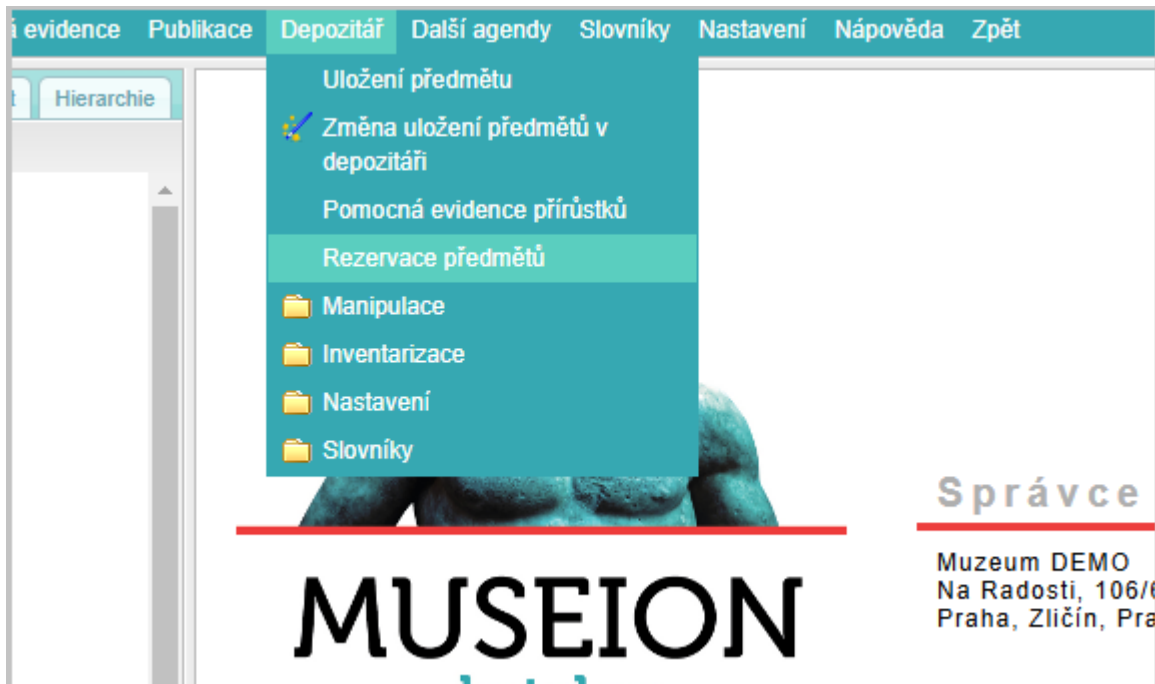 evidence Publikace Depozitář Další agendy Slovníky Nastavení Nápověda Zpět
Hierarchie
Uložení předmětu
Změna uložení předmětů v
depozitáři
Pomocná evidence přírůstků
Rezervace předmětů
Manipulace
Inventarizace
Nastavení
Slovníky
Správce
Muzeum DEMO
Na Radosti, 106/
Praha, Zličín,
MUSEION